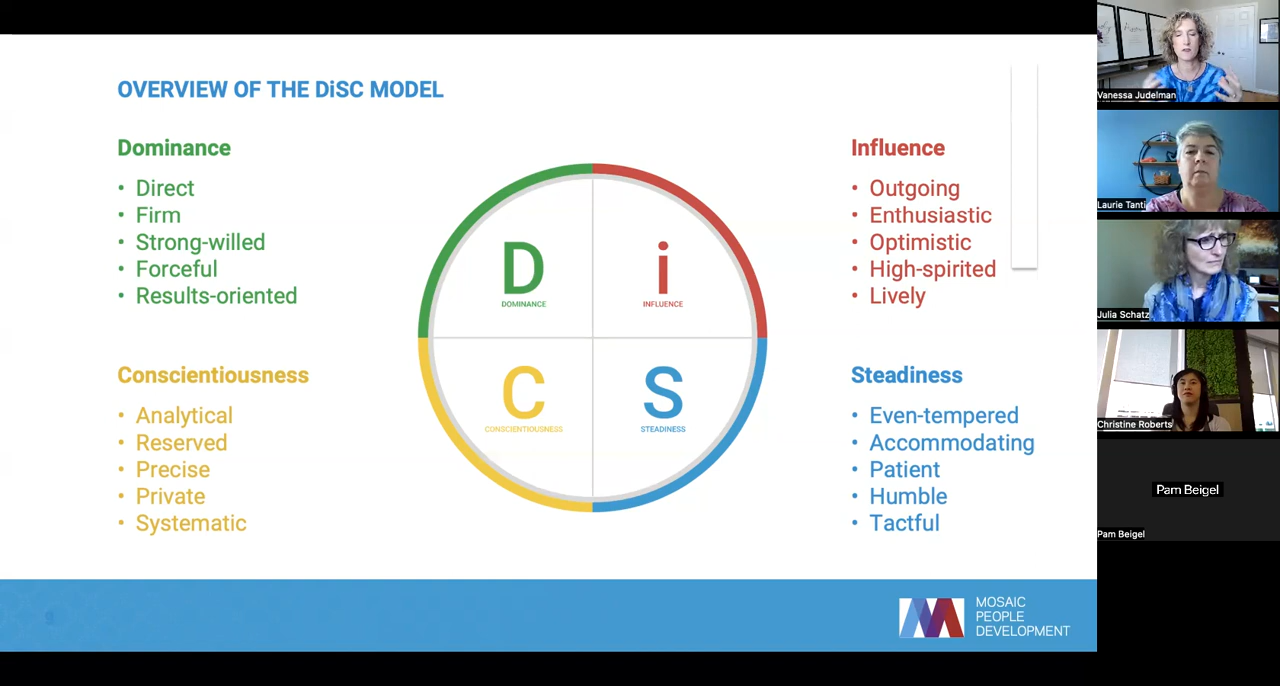 OVERVIEW OF THE DiSC MODEL
Dominance
• Direct
• Firm
• Strong-willed
• Forceful
• Results-oriented
Influence
• Outgoing
• Enthusiastic
• Optimistic
• High-spirited
• Lively
D
DOMINANCE
i
INFLUENCE
C
CONSCIENTIOUSNESS
S
STEADINESS
Conscientiousness
• Analytical
• Reserved
• Precise
• Private
• Systematic
Steadiness
• Even-tempered
• Accommodating
• Patient
• Humble
• Tactful
MOSAIC
PEOPLE
DEVELOPMENT
Vanessa Judelman
Laurie Tanti
Julia Schatz
Christine Roberts
Pam Beigel
Pam Beigel